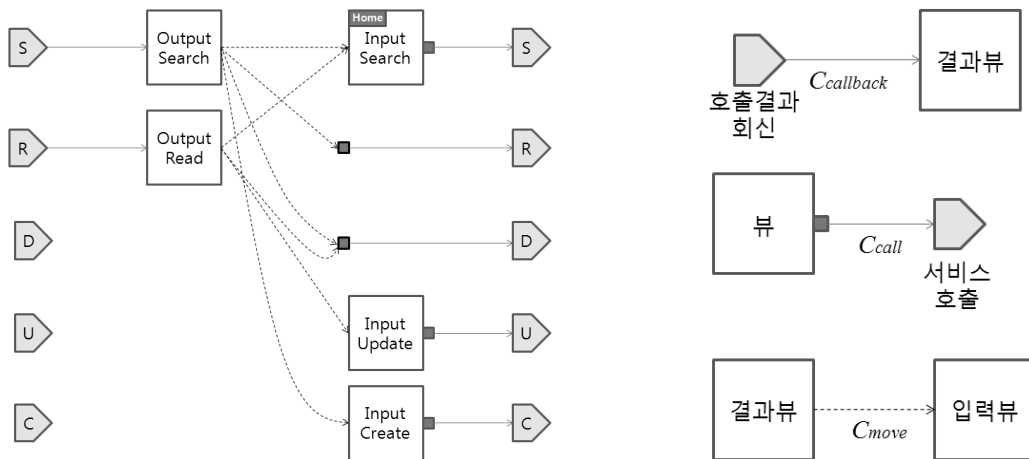 S
Output
Search
Home
Input
Search
S
R
Output
Read
R
D
D
U
Input
Update
U
C
Input
Create
C
호출결과
회신
Ccallback
결과뷰
뷰
Ccall
서비스
호출
결과뷰
Cmove
입력뷰